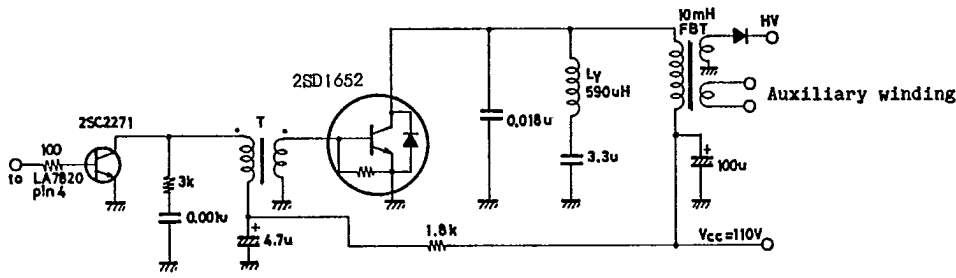 10mH
FBT
HV
2SD1652
LY
590uH
Auxiliary winding
2SC2271
T
0.018u
100
3k
3.3u
100u
to LA7820
pin 4
0.001u
4.7u
1.8k
Vcc=110V